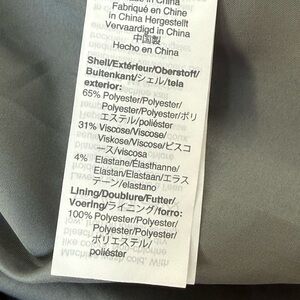 Fabriqué en Chine
in China Hergestellt
Vervaardigd in China
中国製
Hecho en China
Shell/Extérieur/Oberstoff/
Buitenkant/シェル/tela
exterior:
65% Polyester/Polyester/
Polyester/Polyester/ポリ
エステル/poliéster
31% Viscose/Viscose/
Viskose/Viscose/ビスコ
ース/viscosa
4% Elastane/Élasthanne/
Elastan/Elastaan/エラス
テーン/elastano
Lining/Doublure/Futter/
Voering/ライニング/forro:
100% Polyester/Polyester/
Polyester/Polyester/
ポリエステル/
poliéster